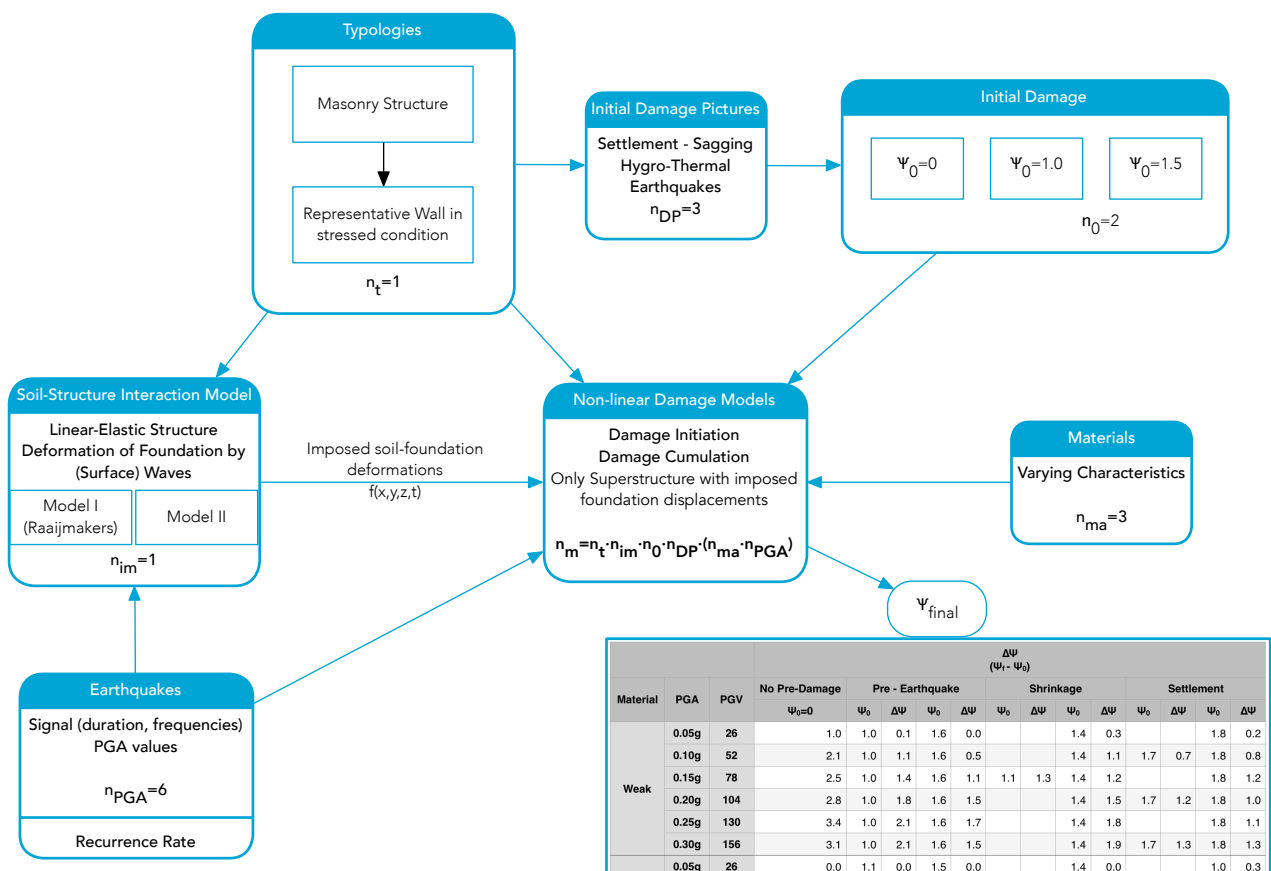 Typologies
Masonry Structure
Representative Wall in
stressed condition
nt=1
Initial Damage Pictures
Settlement - Sagging
Hygro-Thermal
Earthquakes
nDP=3
Initial Damage
Ψ0=0
Ψ0=1.0
Ψ0=1.5
n0=2
Soil-Structure Interaction Model
Linear-Elastic Structure
Deformation of Foundation by
(Surface) Waves
Model I
(Raaijmakers)
Model II
nim=1
Imposed soil-foundation
deformations
f(x,y,z,t)
Non-linear Damage Models
Damage Initiation
Damage Cumulation
Only Superstructure with imposed
foundation displacements
nm=nt·nim·n0·nDP·(nma·nPGA)
Materials
Varying Characteristics
nma=3
Ψfinal
Earthquakes
Signal (duration, frequencies)
PGA values
nPGA=6
Recurrence Rate
ΔΨ
(Ψf - Ψ0)
Material PGA PGV No Pre-Damage Pre - Earthquake Shrinkage Settlement
Ψ0=0 Ψ0 ΔΨ Ψ0 ΔΨ Ψ0 ΔΨ Ψ0 ΔΨ Ψ0 ΔΨ Ψ0 ΔΨ
Weak
0.05g 26 1.0 1.0 0.1 1.6 0.0 1.4 0.3 1.8 0.2
0.10g 52 2.1 1.0 1.1 1.6 0.5 1.4 1.1 1.7 0.7 1.8 0.8
0.15g 78 2.5 1.0 1.4 1.6 1.1 1.1 1.3 1.4 1.2 1.8 1.2
0.20g 104 2.8 1.0 1.8 1.6 1.5 1.4 1.5 1.7 1.2 1.8 1.0
0.25g 130 3.4 1.0 2.1 1.6 1.7 1.4 1.8 1.8 1.1
0.30g 156 3.1 1.0 2.1 1.6 1.5 1.4 1.9 1.7 1.3 1.8 1.3
0.05g 26 0.0 1.1 0.0 1.5 0.0 1.4 0.0 1.0 0.3